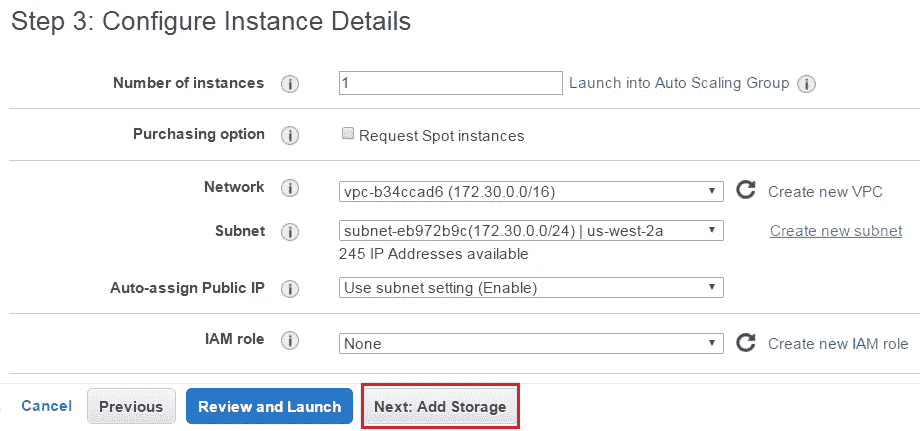 Step 3: Configure Instance Details
Number of instances i 1 Launch into Auto Scaling Group i
Purchasing option i Request Spot instances
Network i vpc-b34ccad6 (172.30.0.0/16) Create new VPC
Subnet i subnet-eb972b9c(172.30.0.0/24) | us-west-2a Create new subnet
245 IP Addresses available
Auto-assign Public IP i Use subnet setting (Enable)
IAM role i None Create new IAM role
Cancel Previous Review and Launch Next: Add Storage